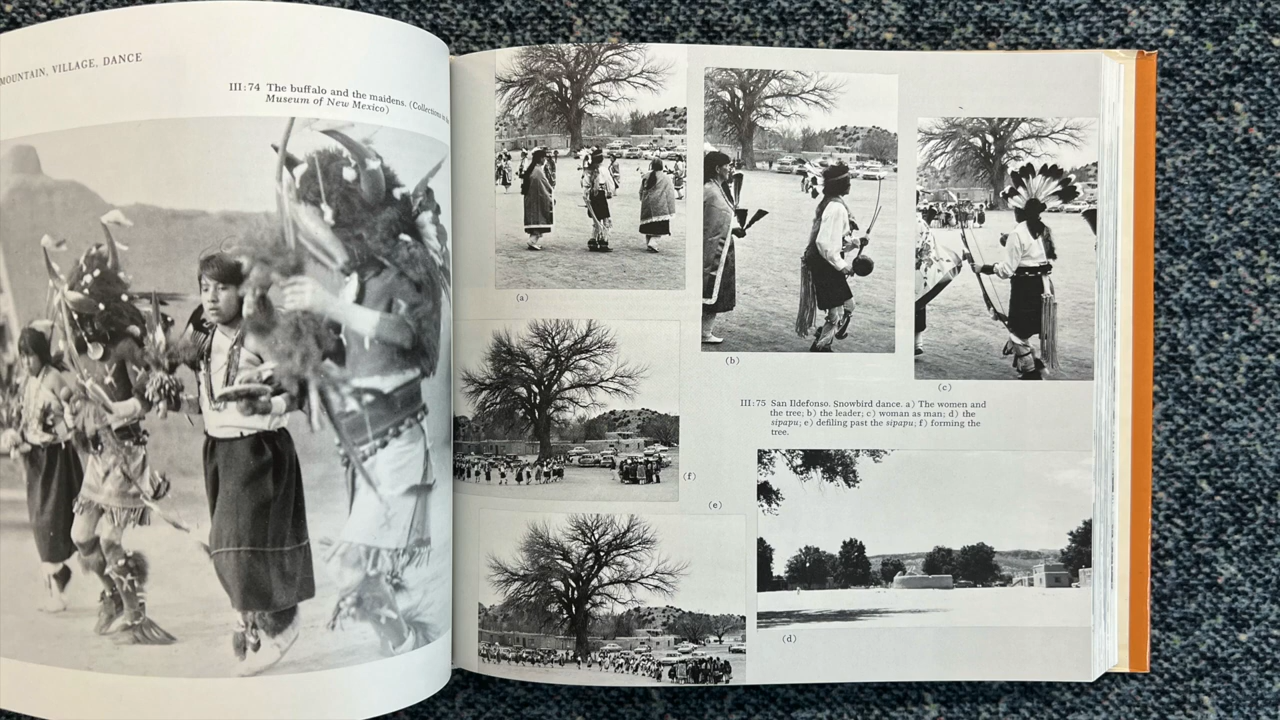 MOUNTAIN, VILLAGE, DANCE
III:74 The buffalo and the maidens. (Collections in
Museum of New Mexico)
(a)
(b)
(c)
III:75 San Ildefonso. Snowbird dance. a) The women and
the tree; b) the leader; c) woman as man; d) the
sipapu; e) defiling past the sipapu; f) forming the
tree.
(f)
(e)
(d)